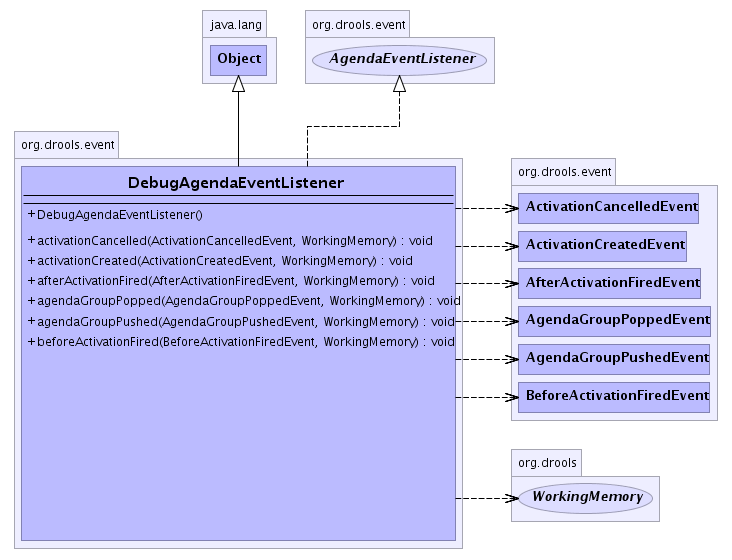 java.lang
Object
org.drools.event
AgendaEventListener
org.drools.event
DebugAgendaEventListener
+DebugAgendaEventListener()
+activationCancelled(ActivationCancelledEvent, WorkingMemory) : void
+activationCreated(ActivationCreatedEvent, WorkingMemory) : void
+afterActivationFired(AfterActivationFiredEvent, WorkingMemory) : void
+agendaGroupPopped(AgendaGroupPoppedEvent, WorkingMemory) : void
+agendaGroupPushed(AgendaGroupPushedEvent, WorkingMemory) : void
+beforeActivationFired(BeforeActivationFiredEvent, WorkingMemory) : void
org.drools.event
ActivationCancelledEvent
ActivationCreatedEvent
AfterActivationFiredEvent
AgendaGroupPoppedEvent
AgendaGroupPushedEvent
BeforeActivationFiredEvent
org.drools
WorkingMemory